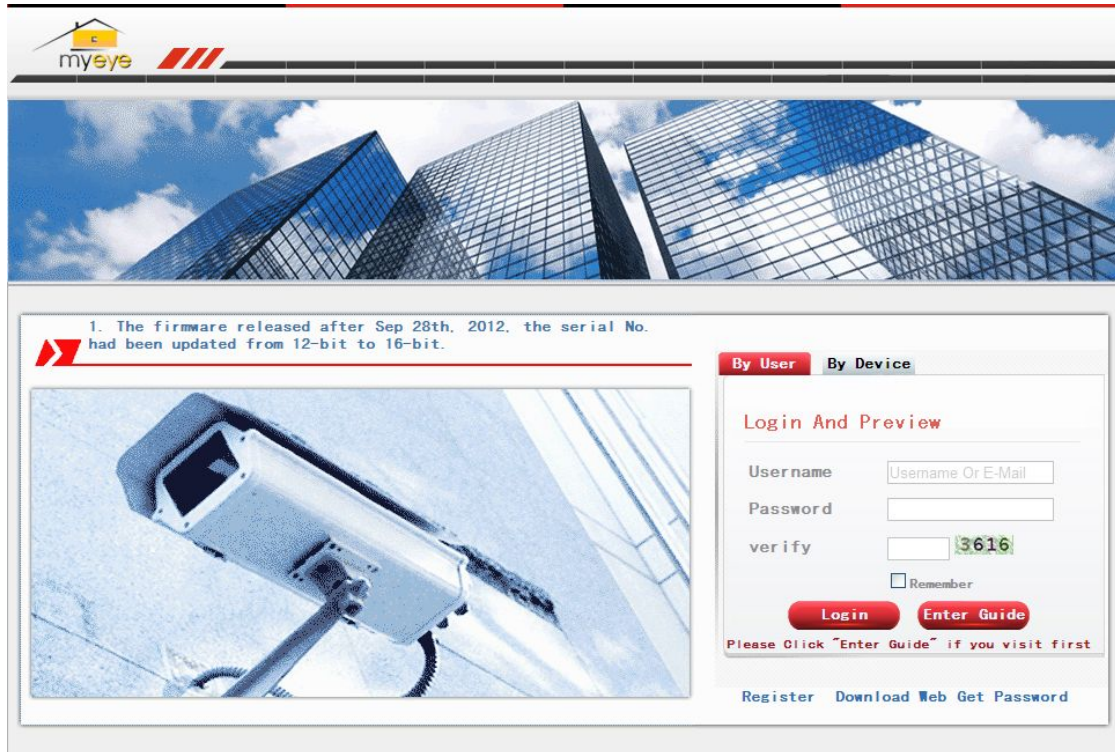 myeye
1. The firmware released after Sep 28th, 2012, the serial No.
had been updated from 12-bit to 16-bit.
By User By Device
Login And Preview
Username Username Or E-Mail
Password
verify 3616
Remember
Login Enter Guide
Please Click "Enter Guide" if you visit first
Register Download Web Get Password